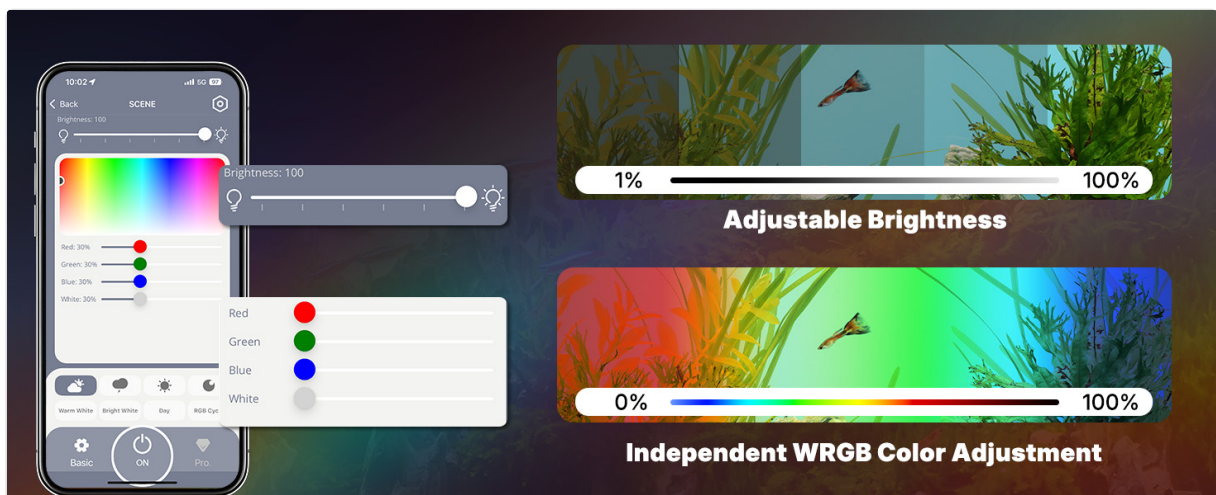 10:02
5G 97
Back
SCENE
Brightness: 100
Red: 30%
Green: 30%
Blue: 30%
White: 30%
Warm White
Bright White
Day
RGB Cyc
Basic
ON
Pro.
Brightness: 100
Red
Green
Blue
White
1%
100%
Adjustable Brightness
0%
100%
Independent WRGB Color Adjustment